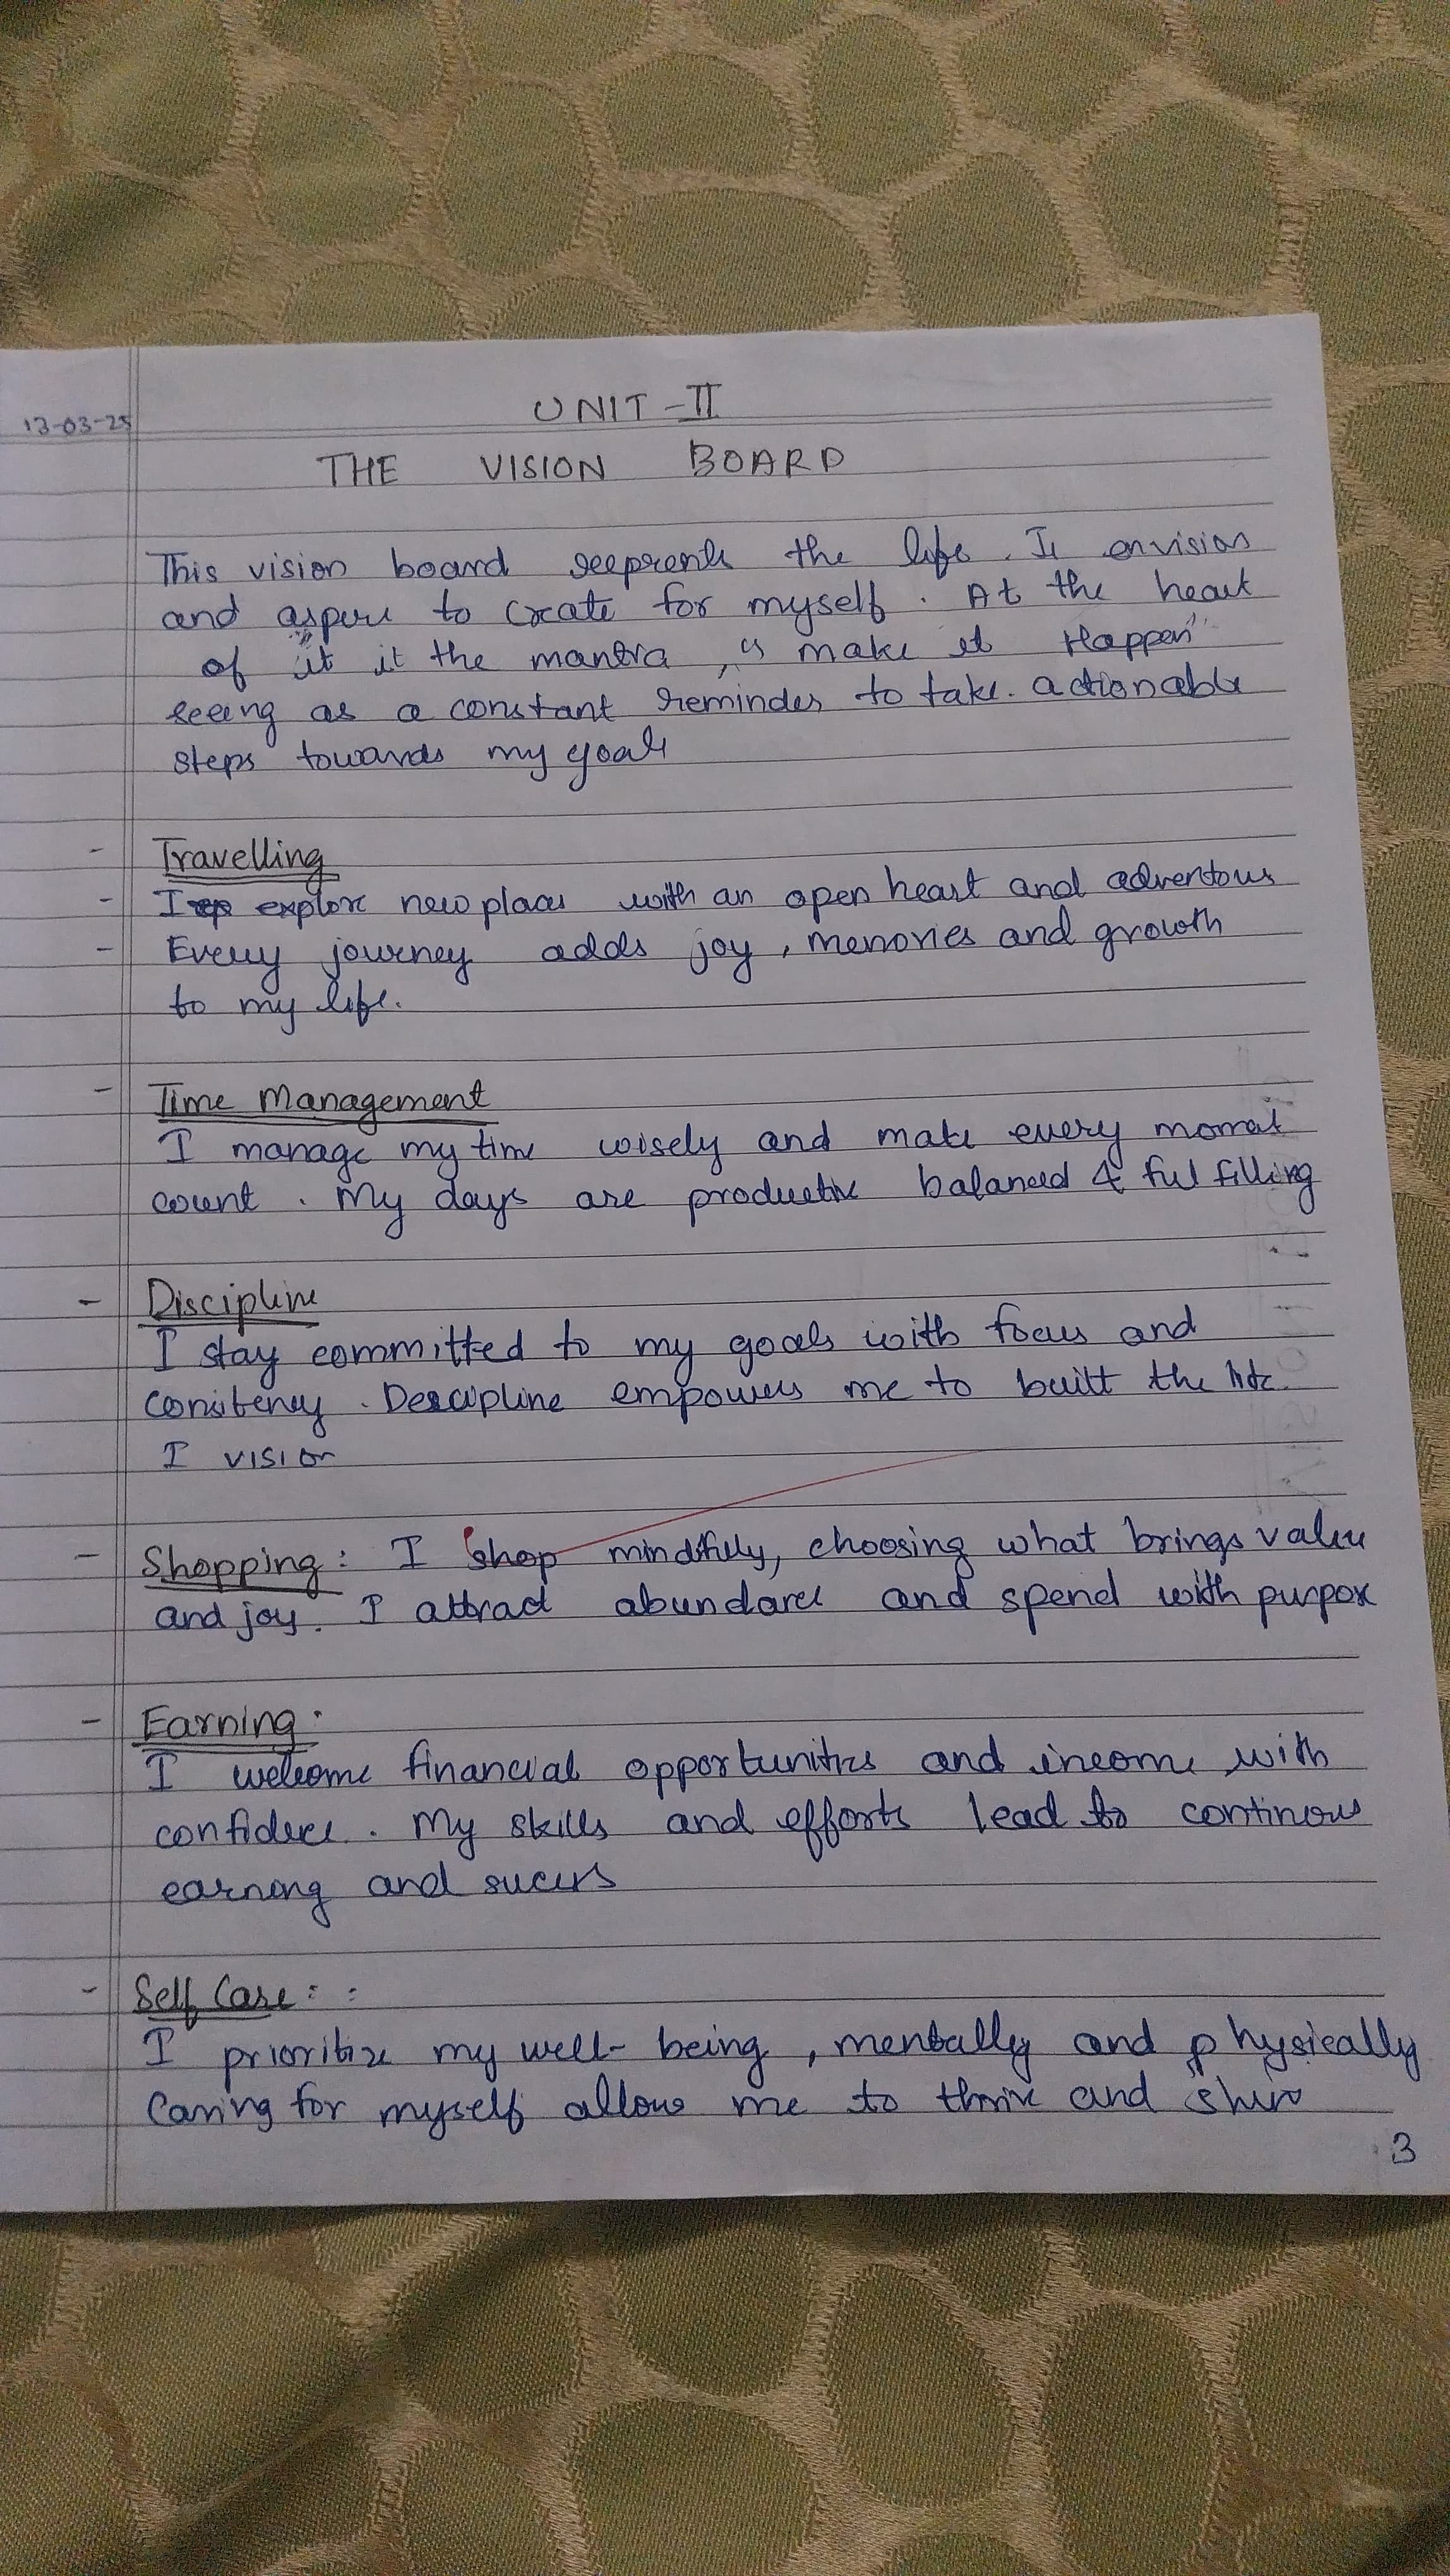 UNIT - II
13-03-25
THE VISION BOARD
This vision board reeprents the life. It envision
and aspire to create for myself. At the heart
of it it the mantra, " make it Happen"
seeing as a constant reminder to take. actionable
steps towards my goals
- Travelling
- I explore new places with an open heart and adventous
- Every journey adds joy, memories and growth
to my life.
- Time Management
I manage my time wisely and make every moment
count. My days are productive balanced & fulfilling
- Discipline
I stay committed to my goals with focus and
consitency. Descipline empowers me to built the life
I vision
- Shopping : I shop mindfully, choosing what brings value
and joy. I attract abundance and spend with purpose
- Earning :
I welcome financial opportunities and income with
confidence. My skills and efforts lead to continous
earning and sucess
- Self Care : :
I prioritize my well-being, mentally and physically
Caring for myself allows me to thrive and shine
3